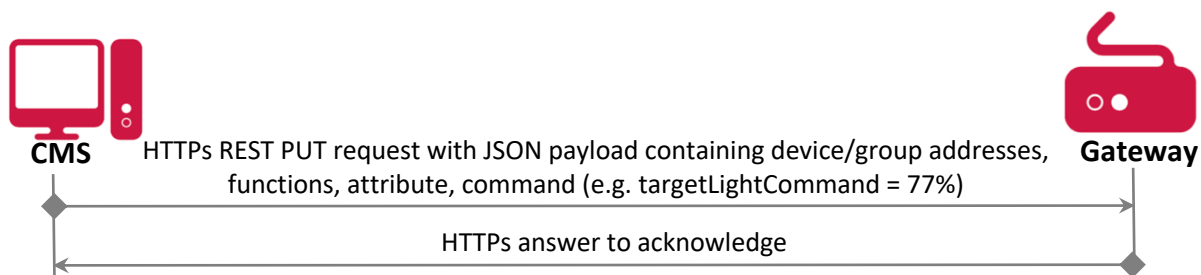 CMS
HTTPs REST PUT request with JSON payload containing device/group addresses,
functions, attribute, command (e.g. targetLightCommand = 77%)
Gateway
HTTPs answer to acknowledge